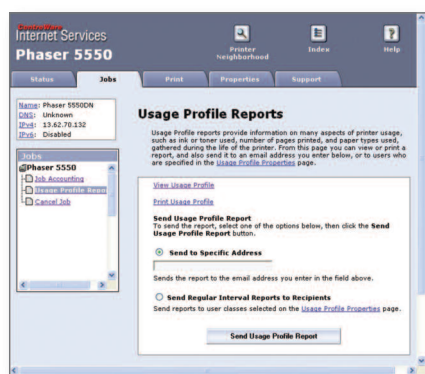 CentreWare
Internet Services
Phaser 5550
Printer
Neighborhood
Index
Help
Status
Jobs
Print
Properties
Support
Name: Phaser 5550DN
DNS: Unknown
IPv4: 13.62.70.132
IPv6: Disabled
Jobs
Phaser 5550
Job Accounting
Usage Profile Repo
Cancel Job
Usage Profile Reports
Usage Profile reports provide information on many aspects of printer usage,
such as ink or toner used, number of pages printed, and paper types used,
gathered during the life of the printer. From this page you can view or print a
report, and also send it to an email address you enter below, or to users who
are specified in the Usage Profile Properties page.
View Usage Profile
Print Usage Profile
Send Usage Profile Report
To send the report, select one of the options below, then click the Send
Usage Profile Report button.
Send to Specific Address
Sends the report to the email address you enter in the field above.
Send Regular Interval Reports to Recipients
Send reports to user classes selected on the Usage Profile Properties page.
Send Usage Profile Report